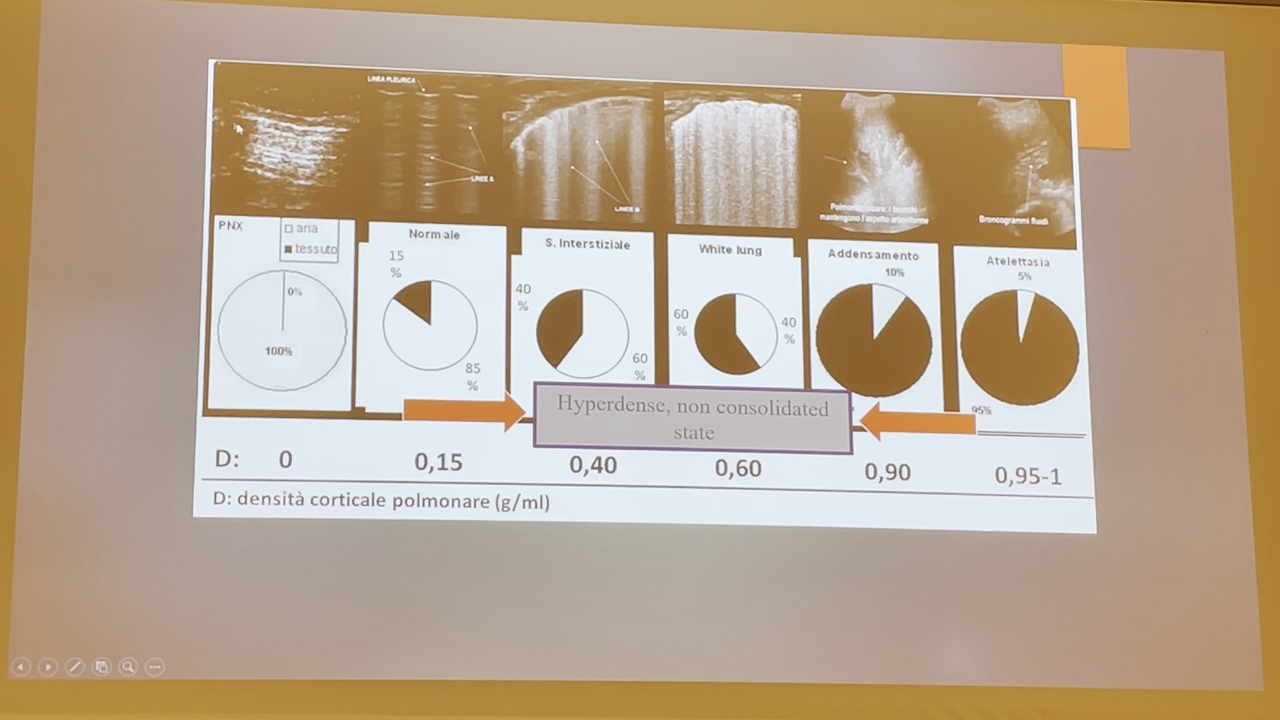 LINEA PLEURICA
LINEE A
LINEE B
mantengono l'aspetto
Broncogrammi fluidi
PNX
aria
tessuto
0%
100%
Normale
15
%
85
%
S. Interstiziale
40
%
60
%
White lung
60
%
40
%
Addensamento
10%
Atelettasia
5%
95%
Hyperdense, non consolidated
state
D: 0 0,15 0,40 0,60 0,90 0,95-1
D: densità corticale polmonare (g/ml)